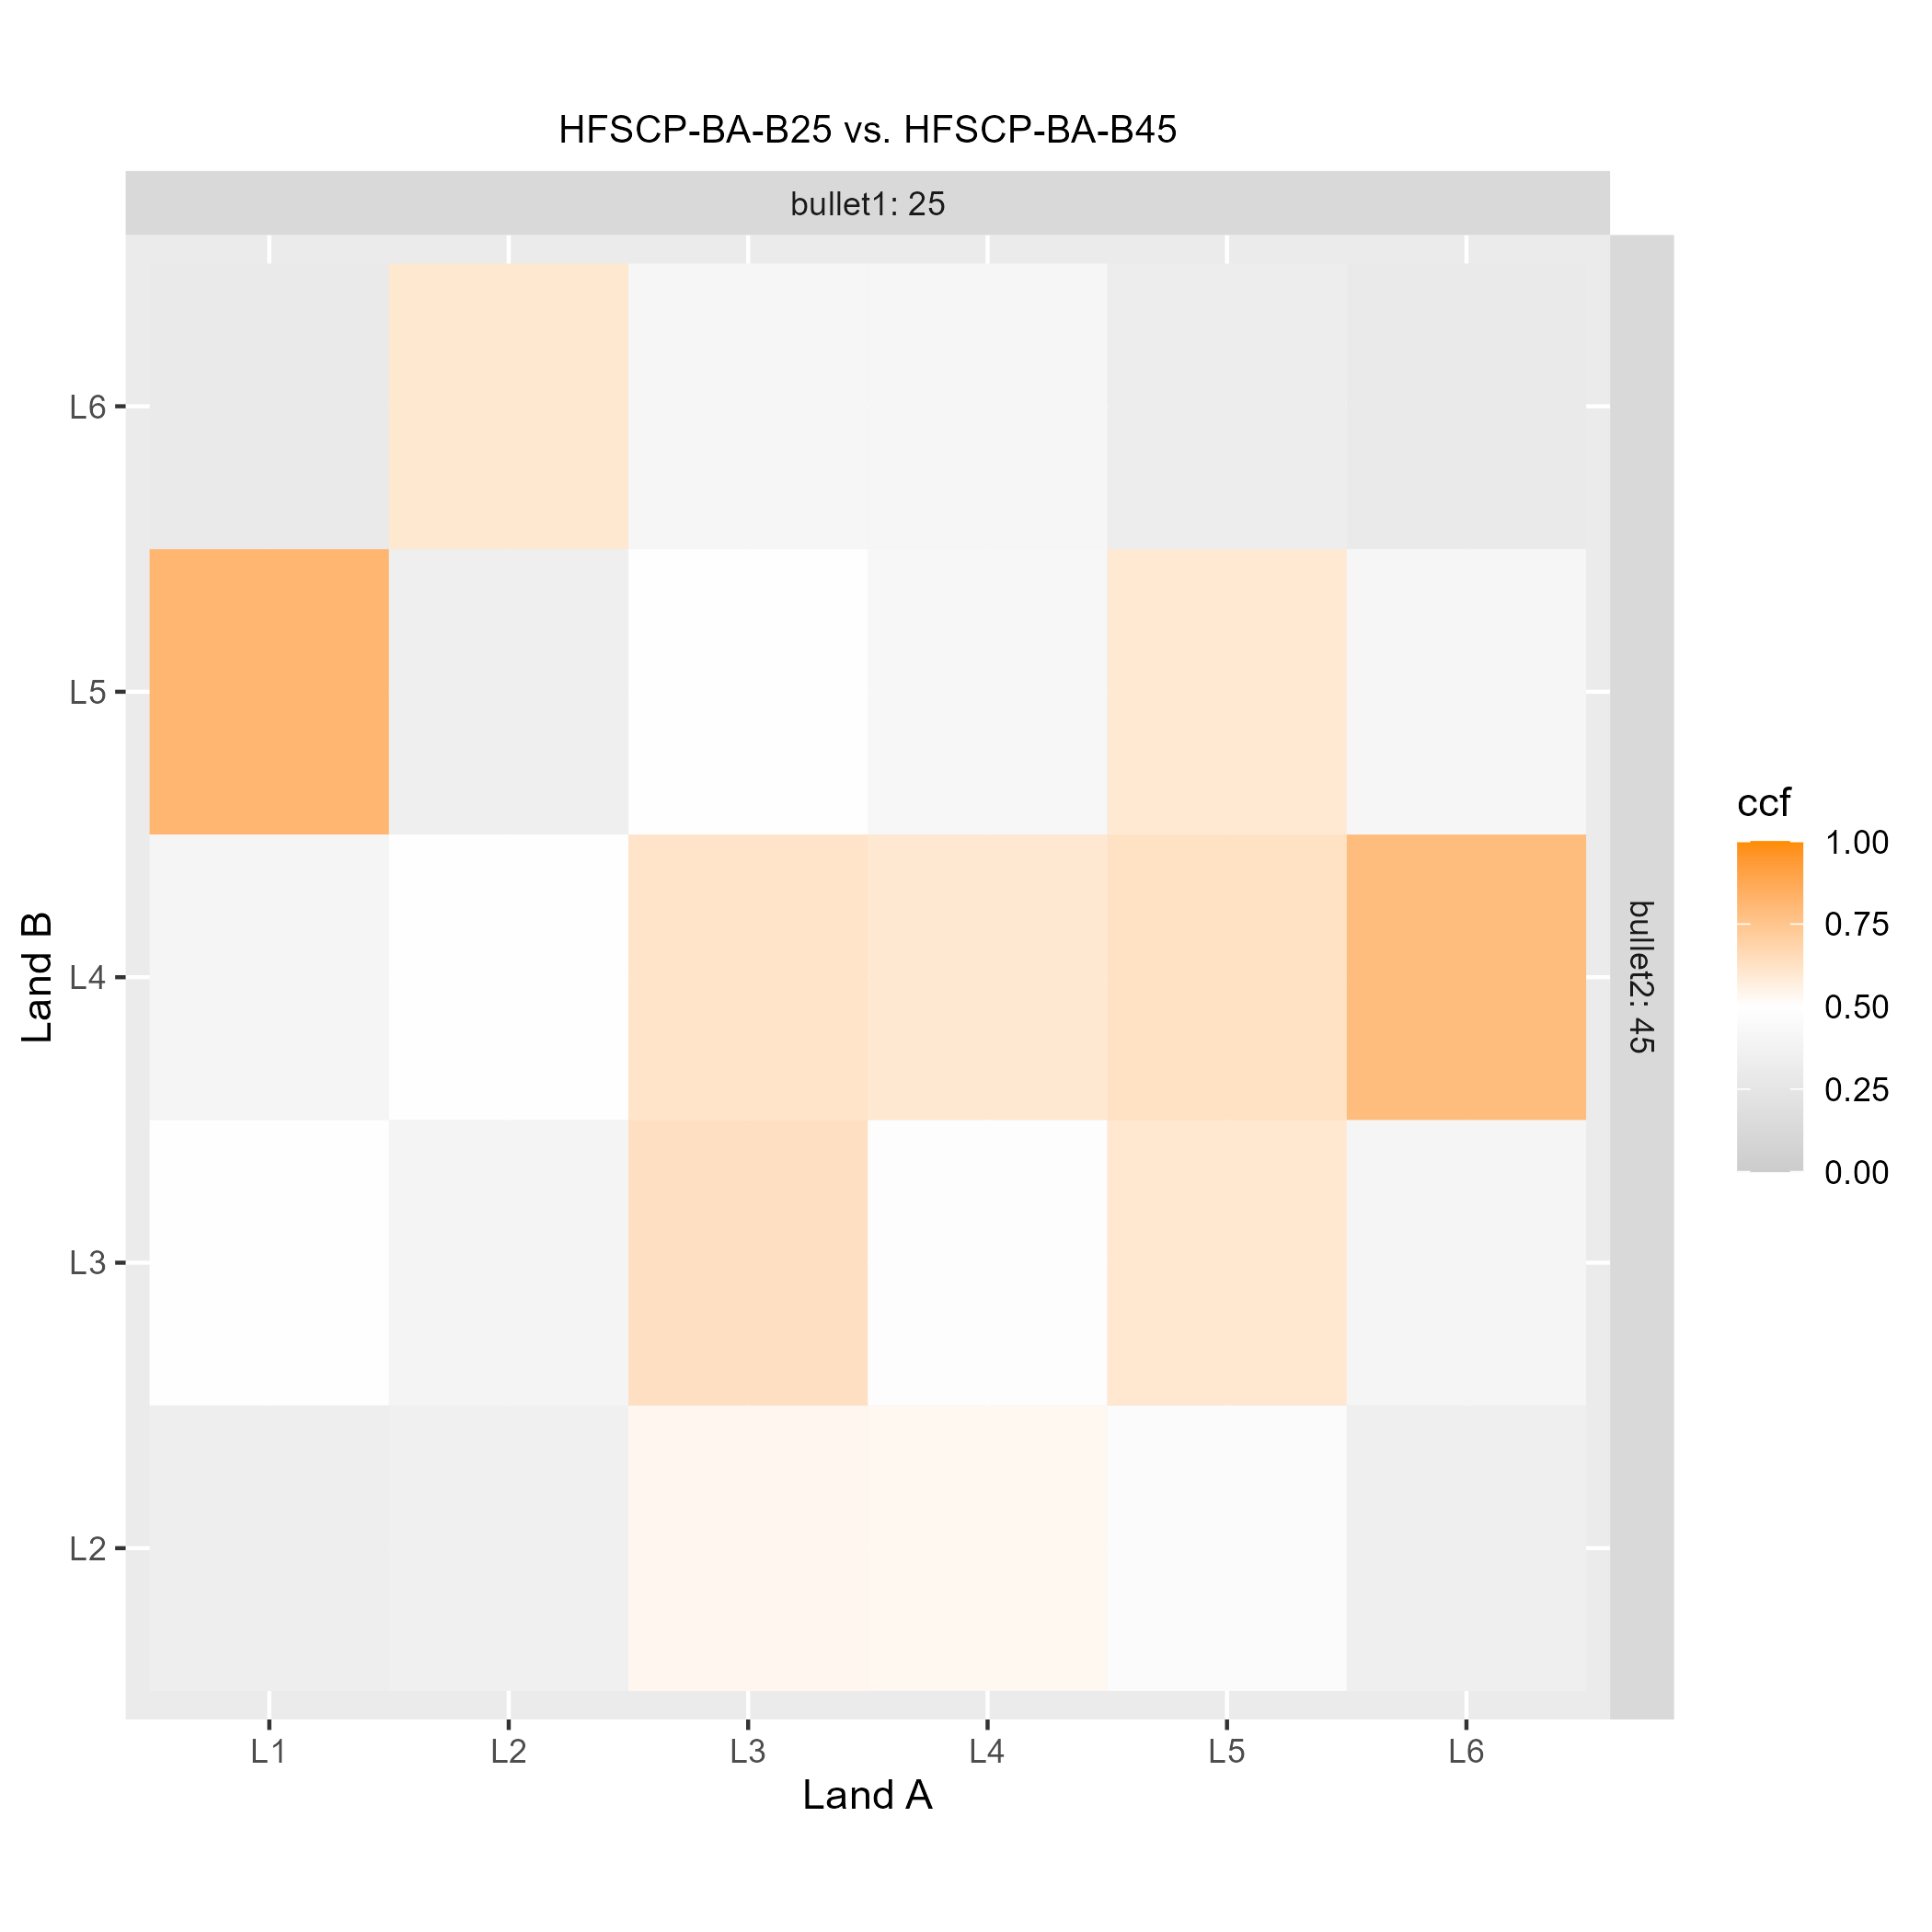 HFSCP-BA-B25 vs. HFSCP-BA-B45
bullet1: 25
L6
L5
L4
L3
L2
Land B
bullet2: 45
ccf
1.00
0.75
0.50
0.25
0.00
L1 L2 L3 L4 L5 L6
Land A